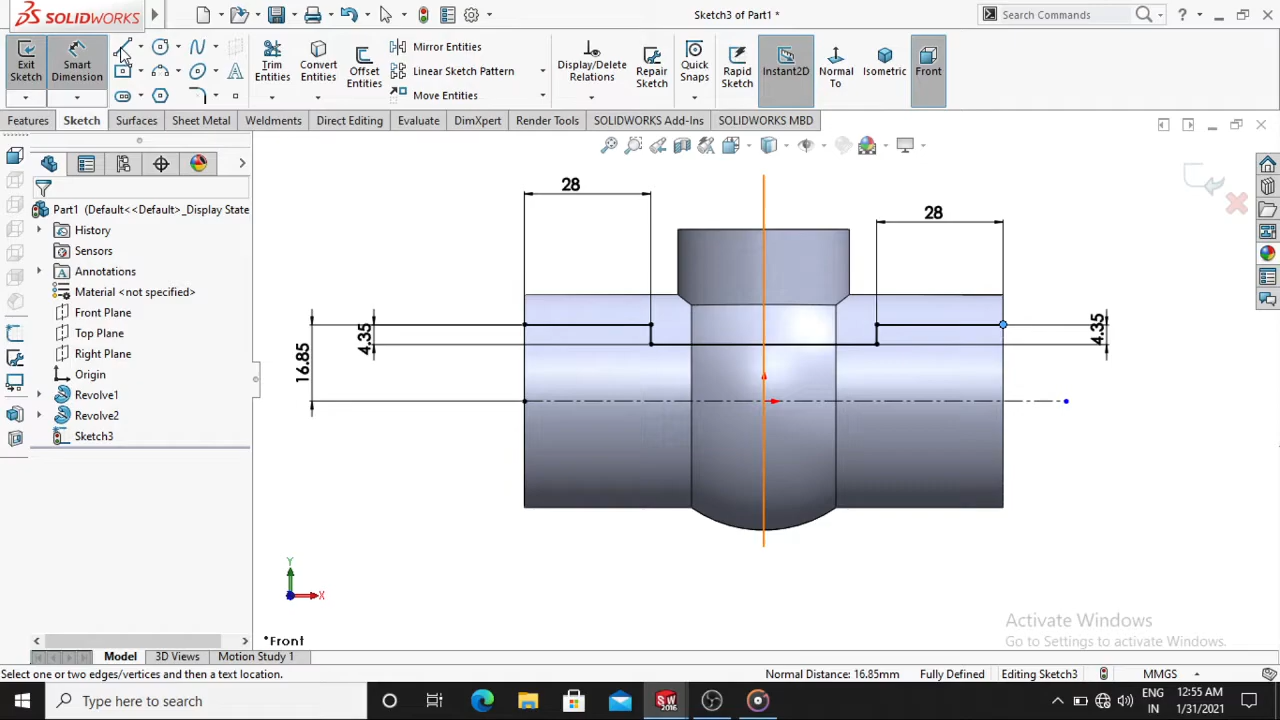 SOLIDWORKS
Sketch3 of Part1 *
Search Commands
?
Exit Sketch
Smart Dimension
Trim Entities
Convert Entities
Offset Entities
Mirror Entities
Linear Sketch Pattern
Move Entities
Display/Delete Relations
Repair Sketch
Quick Snaps
Rapid Sketch
Instant2D
Normal To
Isometric
Front
Features
Sketch
Surfaces
Sheet Metal
Weldments
Direct Editing
Evaluate
DimXpert
Render Tools
SOLIDWORKS Add-Ins
SOLIDWORKS MBD
Part1 (Default<<Default>_Display State
History
Sensors
Annotations
Material <not specified>
Front Plane
Top Plane
Right Plane
Origin
Revolve1
Revolve2
Sketch3
28
28
4.35
16.85
4.35
Y
X
*Front
Activate Windows
Go to Settings to activate Windows.
Model
3D Views
Motion Study 1
Select one or two edges/vertices and then a text location.
Normal Distance: 16.85mm
Fully Defined
Editing Sketch3
MMGS
Type here to search
SW 2016
ENG
IN
12:55 AM
1/31/2021